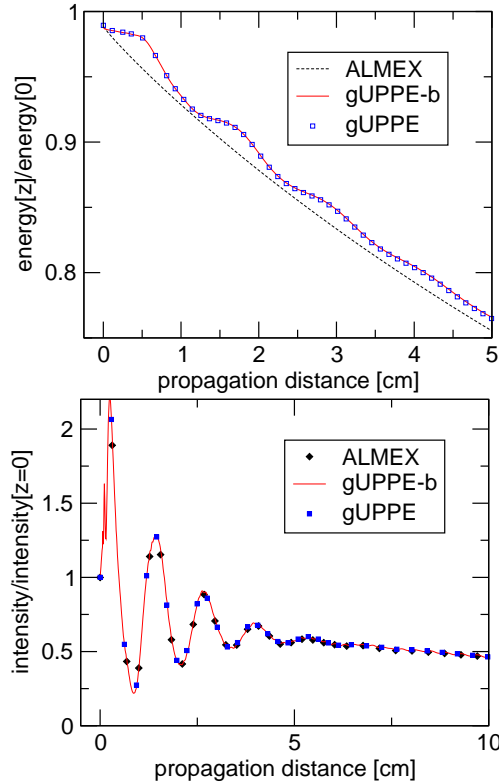 1
0.9
0.8
energy[z]/energy[0]
ALMEX
gUPPE-b
gUPPE
0 1 2 3 4 5
propagation distance [cm]
2
1.5
1
0.5
0
intensity/intensity[z=0]
ALMEX
gUPPE-b
gUPPE
0 5 10
propagation distance [cm]